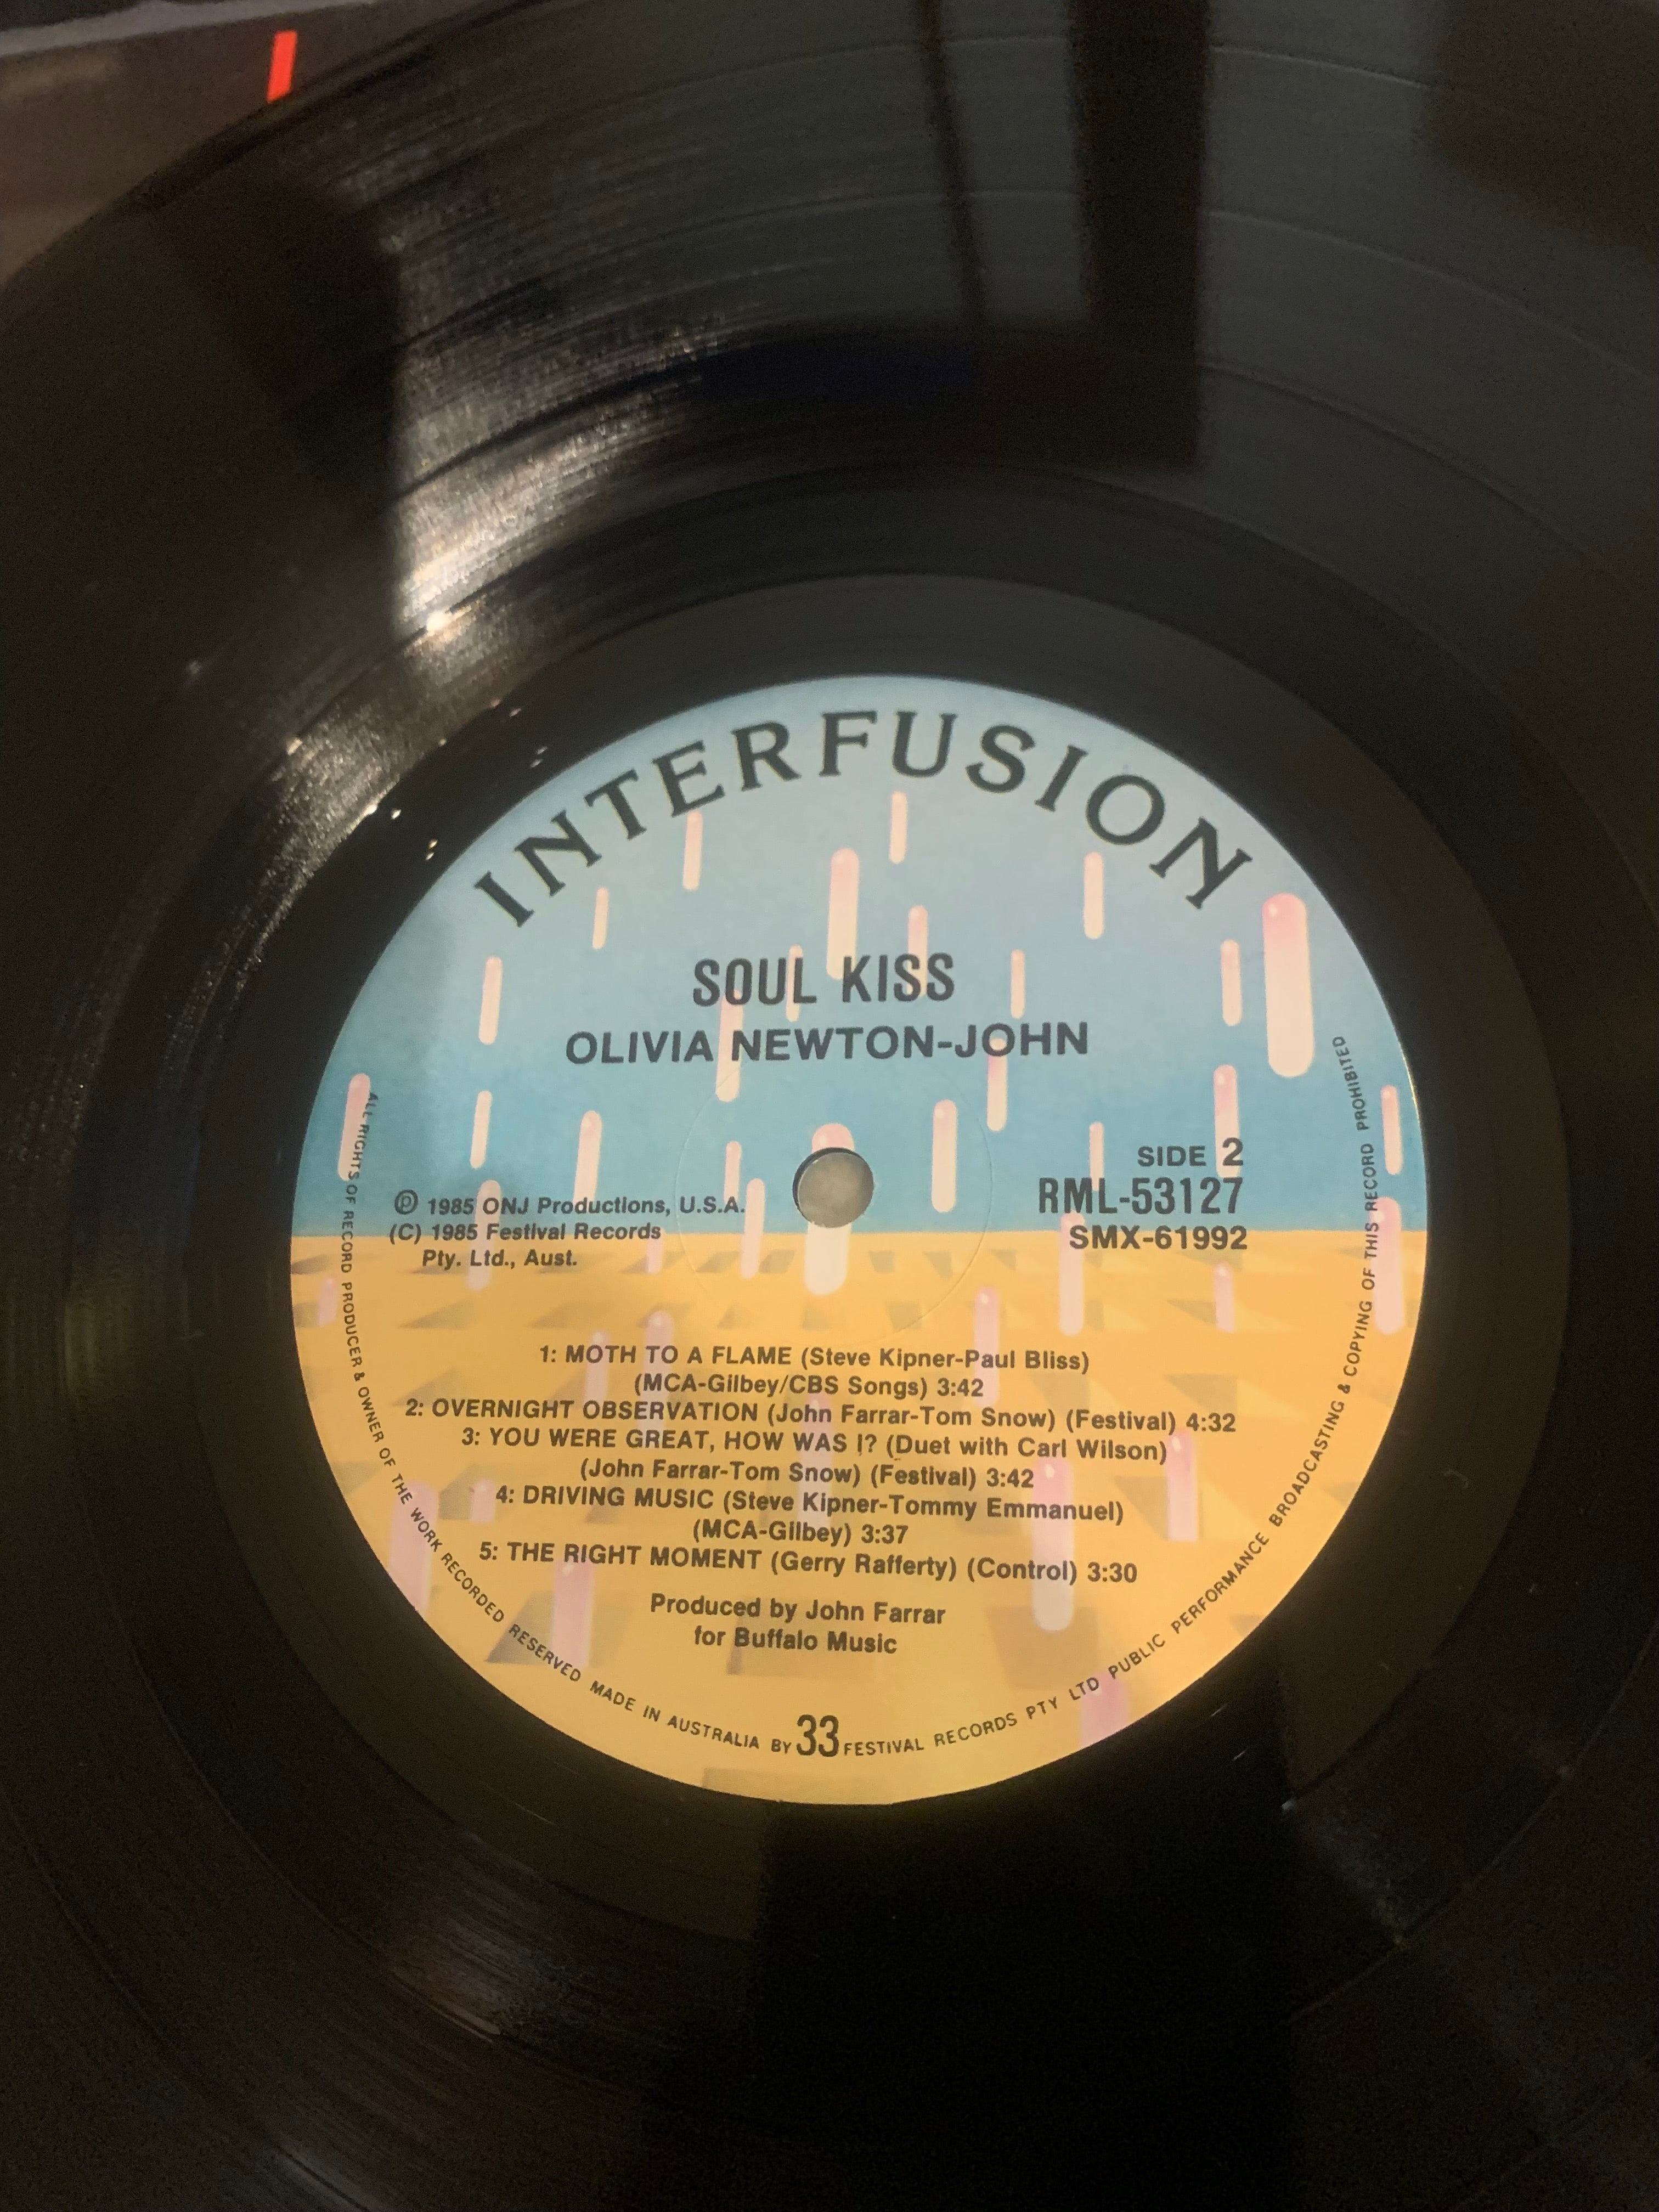 INTERFUSION
SOUL KISS
OLIVIA NEWTON-JOHN
SIDE 2
RML-53127
SMX-61992
Ⓟ 1985 ONJ Productions, U.S.A.
(C) 1985 Festival Records
Pty. Ltd., Aust.
1: MOTH TO A FLAME (Steve Kipner-Paul Bliss)
(MCA-Gilbey/CBS Songs) 3:42
2: OVERNIGHT OBSERVATION (John Farrar-Tom Snow) (Festival) 4:32
3: YOU WERE GREAT, HOW WAS I? (Duet with Carl Wilson)
(John Farrar-Tom Snow) (Festival) 3:42
4: DRIVING MUSIC (Steve Kipner-Tommy Emmanuel)
(MCA-Gilbey) 3:37
5: THE RIGHT MOMENT (Gerry Rafferty) (Control) 3:30
Produced by John Farrar
for Buffalo Music
33
ALL RIGHTS OF RECORD PRODUCER & OWNER OF THE WORK RECORDED RESERVED MADE IN AUSTRALIA BY FESTIVAL RECORDS PTY LTD PUBLIC PERFORMANCE BROADCASTING & COPYING OF THIS RECORD PROHIBITED